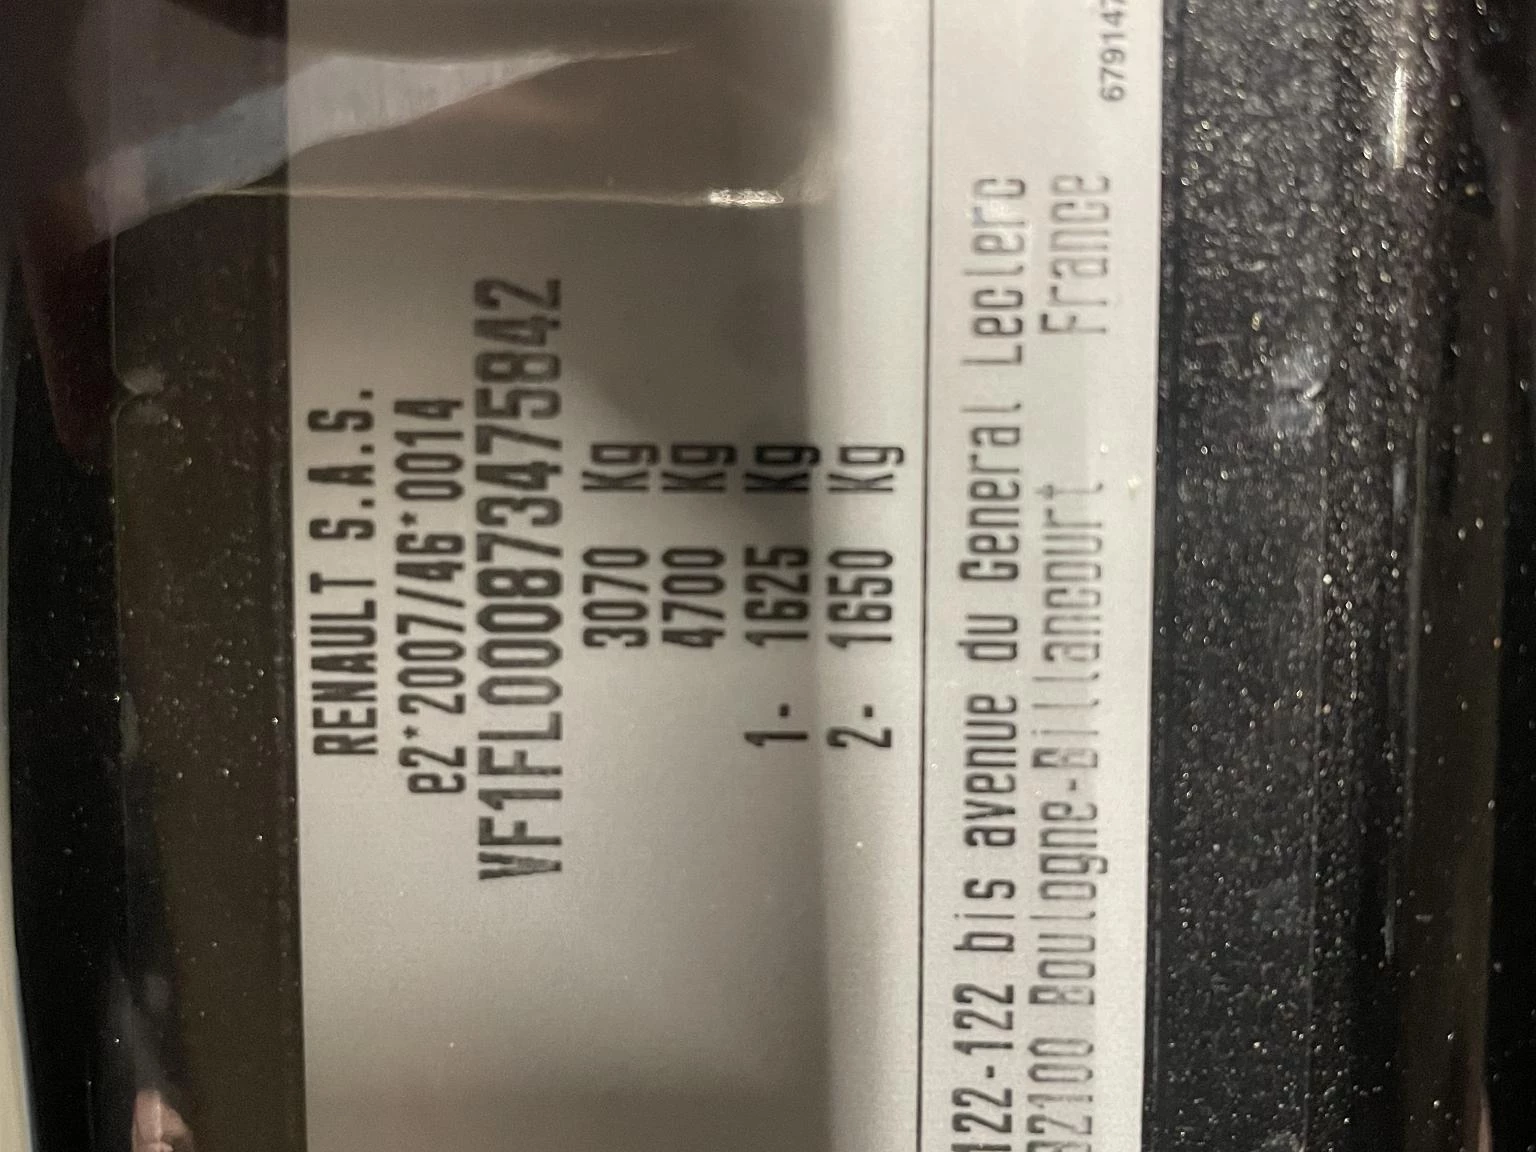 RENAULT S.A.S.
e2*2007/46*0014
VF1FL000873475842
3070 Kg
4700 Kg
1- 1625 Kg
2- 1650 Kg
122-122 bis avenue du General Leclerc
92100 Boulogne-Billancourt France
679147